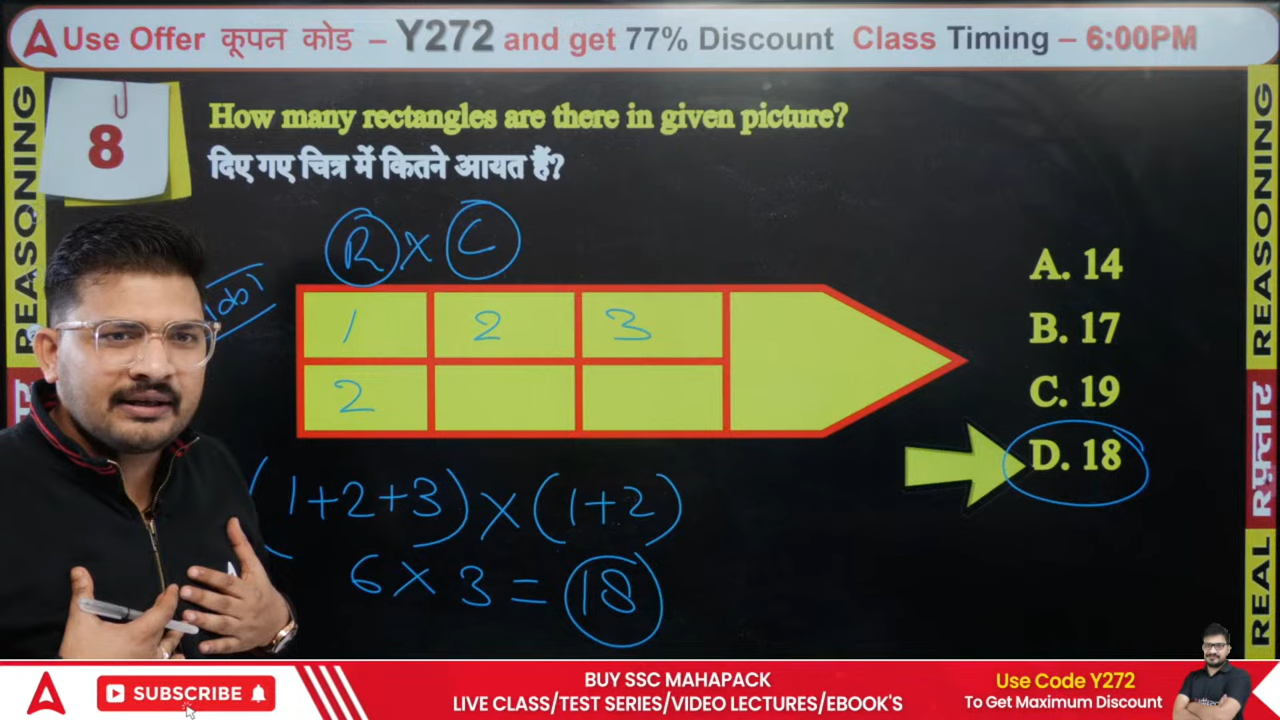 Use Offer कूपन कोड – Y272 and get 77% Discount Class Timing – 6:00PM
REASONING
8
How many rectangles are there in given picture?
दिए गए चित्र में कितने आयत हैं?
R × C
1 2 3
2
A. 14
B. 17
C. 19
D. 18
(1+2+3) × (1+2)
6 × 3 = 18
REASONING
रफ़्तार
REAL
SUBSCRIBE
BUY SSC MAHAPACK
LIVE CLASS/TEST SERIES/VIDEO LECTURES/EBOOK'S
Use Code Y272
To Get Maximum Discount